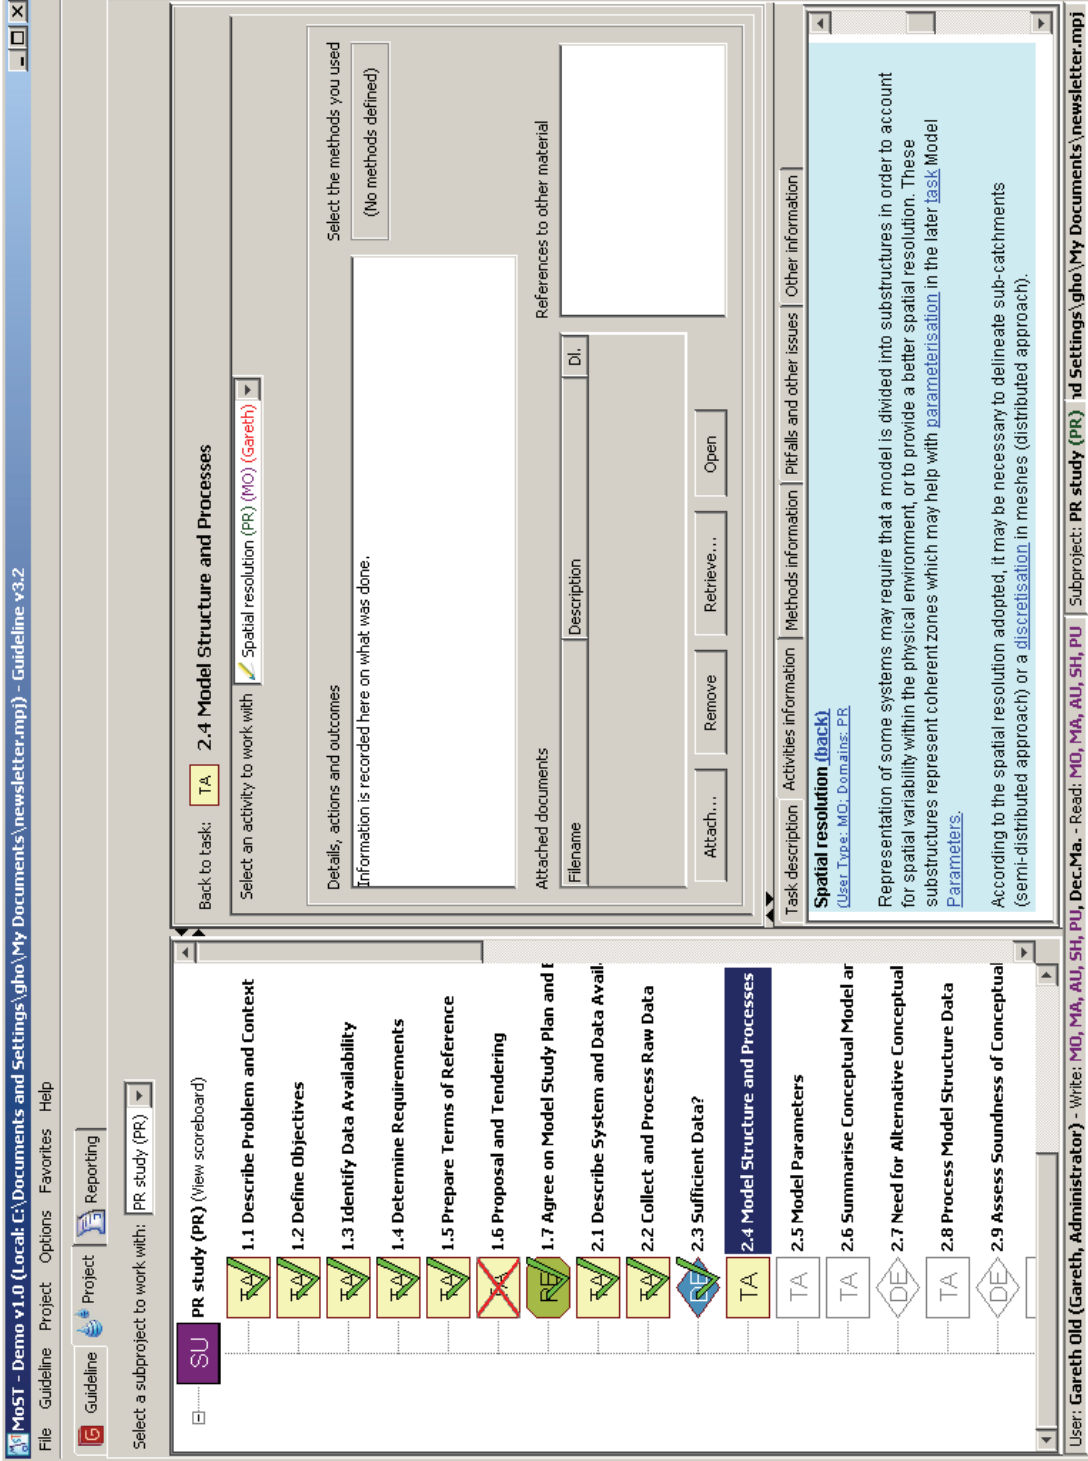 MoST - Demo v1.0 (Local: C:\Documents and Settings\gho\My Documents\newsletter.mpj) - Guideline v3.2
File Guideline Project Options Favorites Help
Guideline Project Reporting
Select a subproject to work with: PR study (PR)
SU PR study (PR) (View scoreboard)
TA 1.1 Describe Problem and Context
TA 1.2 Define Objectives
TA 1.3 Identify Data Availability
TA 1.4 Determine Requirements
TA 1.5 Prepare Terms of Reference
TA 1.6 Proposal and Tendering
RE 1.7 Agree on Model Study Plan and B
TA 2.1 Describe System and Data Avail
TA 2.2 Collect and Process Raw Data
DE 2.3 Sufficient Data?
TA 2.4 Model Structure and Processes
TA 2.5 Model Parameters
TA 2.6 Summarise Conceptual Model ar
DE 2.7 Need for Alternative Conceptual
TA 2.8 Process Model Structure Data
DE 2.9 Assess Soundness of Conceptual
Back to task: TA 2.4 Model Structure and Processes
Select an activity to work with Spatial resolution (PR) (MO) (Gareth)
Details, actions and outcomes
Information is recorded here on what was done.
Select the methods you used
(No methods defined)
Attached documents
Filename Description Dl.
References to other material
Attach... Remove Retrieve... Open
Task description Activities information Methods information Pitfalls and other issues Other information
Spatial resolution (back)
(User Type: MO; Domains: PR
Representation of some systems may require that a model is divided into substructures in order to account
for spatial variability within the physical environment, or to provide a better spatial resolution. These
substructures represent coherent zones which may help with parameterisation in the later task Model
Parameters.
According to the spatial resolution adopted, it may be necessary to delineate sub-catchments
(semi-distributed approach) or a discretisation in meshes (distributed approach).
User: Gareth Old (Gareth, Administrator) - Write: MO, MA, AU, SH, PU, Dec.Ma. - Read: MO, MA, AU, SH, PU Subproject: PR study (PR) nd Settings\gho\My Documents\newsletter.mpj